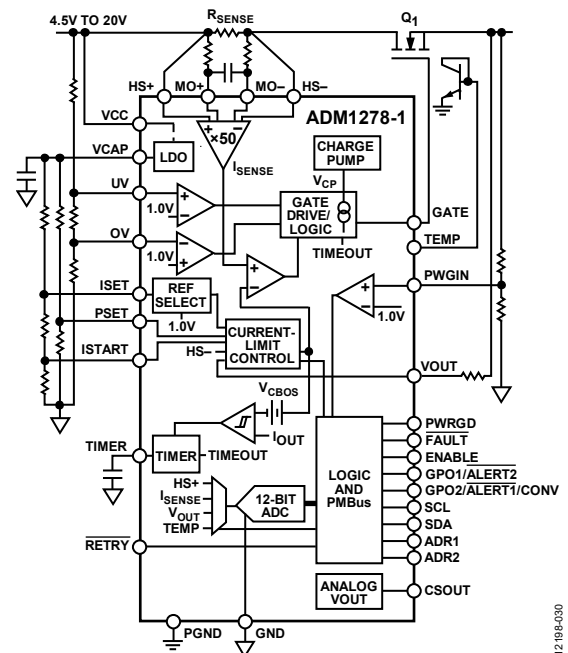 4.5V TO 20V
RSENSE
Q1
HS+
MO+
MO–
HS–
ADM1278-1
VCC
VCAP
LDO
+
×50
–
ISENSE
CHARGE
PUMP
VCP
UV
1.0V
+
–
GATE
DRIVE/
LOGIC
TIMEOUT
GATE
TEMP
OV
1.0V
–
+
+
–
PWGIN
+
–
1.0V
ISET
REF
SELECT
1.0V
PSET
ISTART
CURRENT-
LIMIT
CONTROL
HS–
VOUT
VCBOS
IOUT
TIMER
TIMER
TIMEOUT
HS+
ISENSE
VOUT
TEMP
12-BIT
ADC
LOGIC
AND
PMBus
PWRGD
FAULT
ENABLE
GPO1/ALERT2
GPO2/ALERT1/CONV
SCL
SDA
ADR1
ADR2
RETRY
ANALOG
VOUT
CSOUT
PGND
GND
12198-030